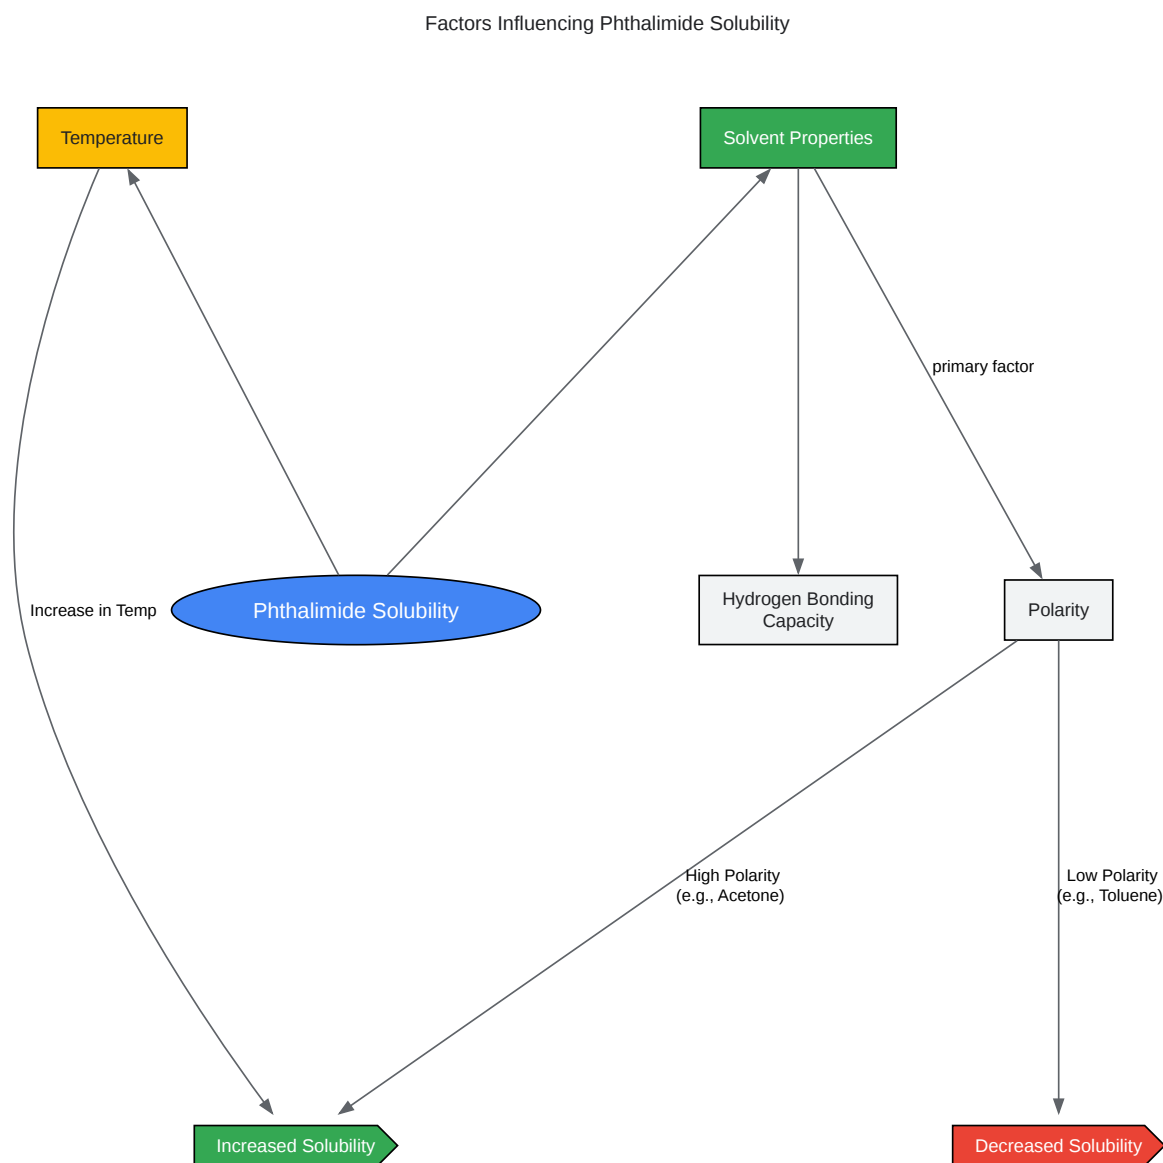 Factors Influencing Phthalimide Solubility
Temperature
Solvent Properties
primary factor
Increase in Temp
Phthalimide Solubility
Hydrogen Bonding
Capacity
Polarity
High Polarity
(e.g., Acetone)
Low Polarity
(e.g., Toluene)
Increased Solubility
Decreased Solubility